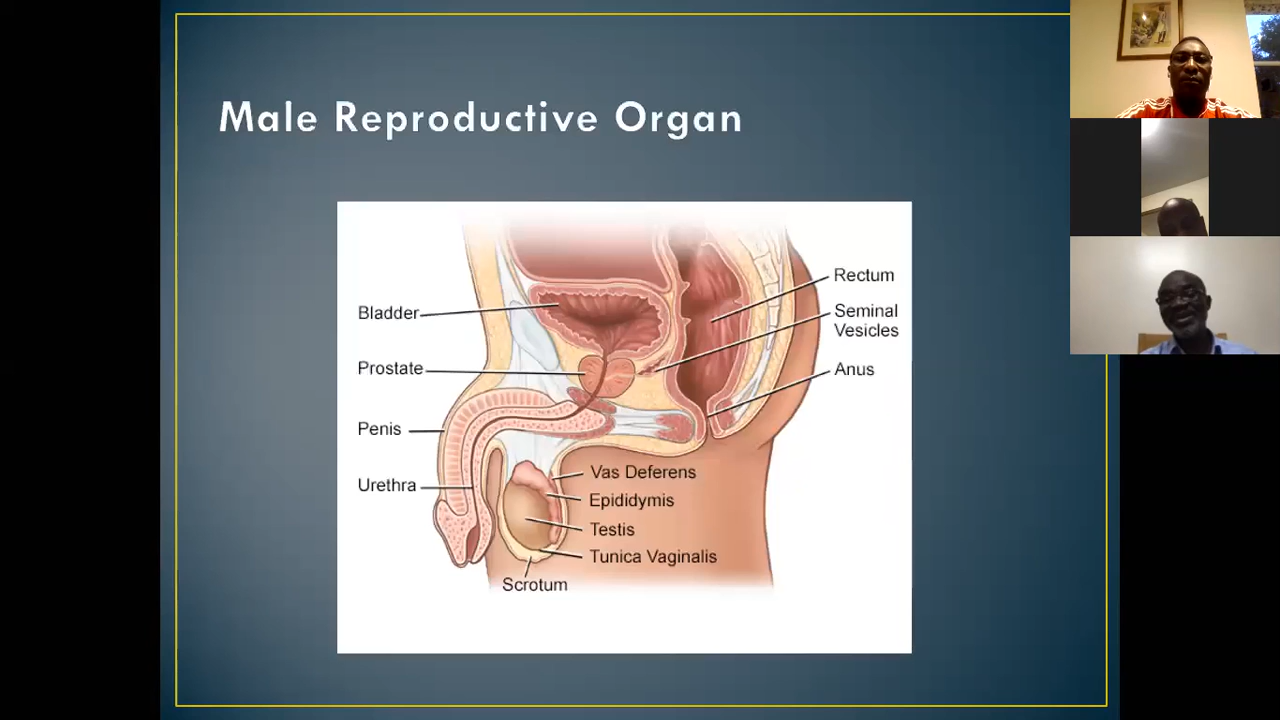 Male Reproductive Organ
Bladder
Prostate
Penis
Urethra
Rectum
Seminal
Vesicles
Anus
Vas Deferens
Epididymis
Testis
Tunica Vaginalis
Scrotum